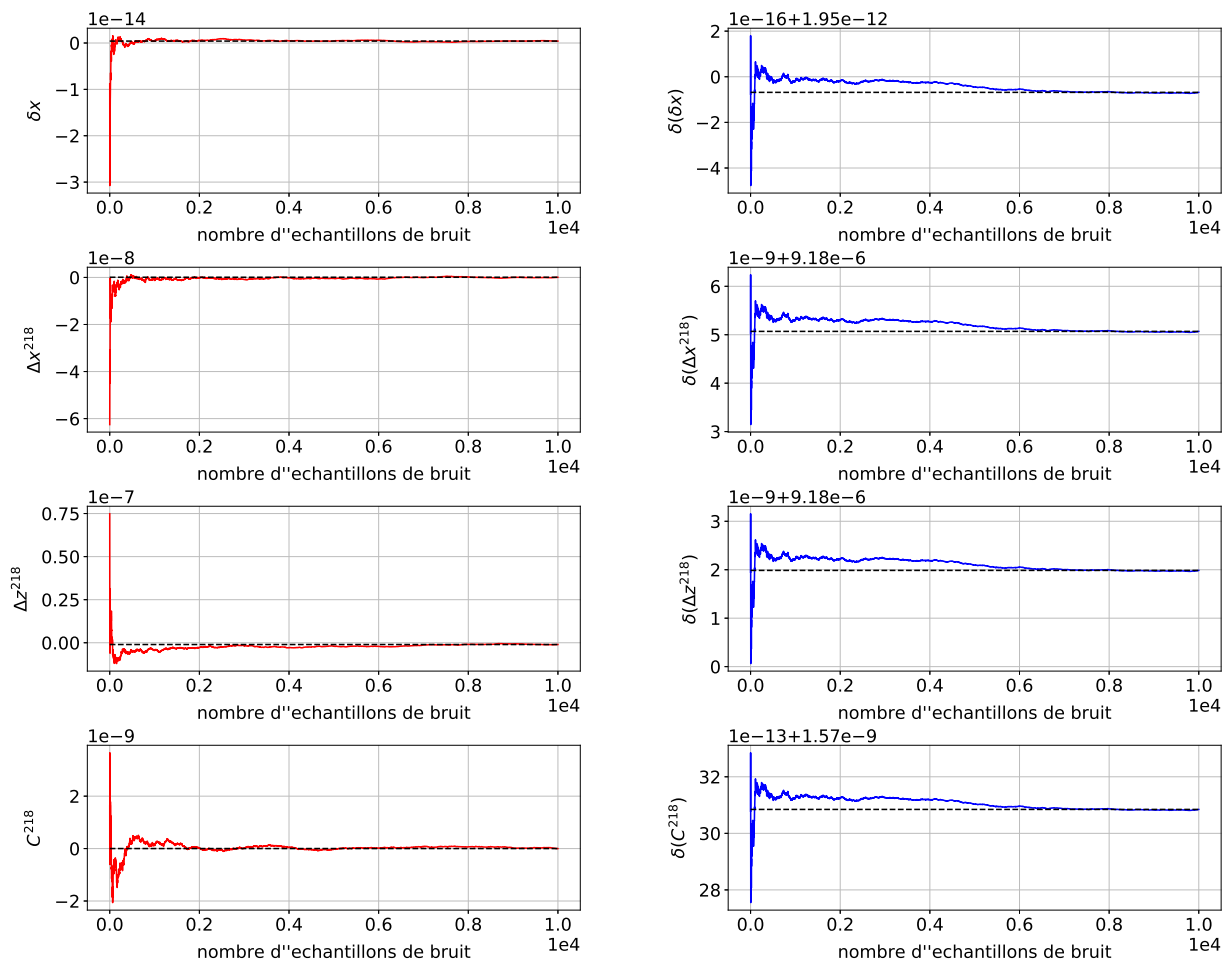 1e−14
0
−1
−2
−3
δx
0.0 0.2 0.4 0.6 0.8 1.0
1e4
nombre d''echantillons de bruit
1e−16+1.95e−12
2
0
−2
−4
δ(δx)
0.0 0.2 0.4 0.6 0.8 1.0
1e4
nombre d''echantillons de bruit
1e−8
0
−2
−4
−6
Δx²¹⁸
0.0 0.2 0.4 0.6 0.8 1.0
1e4
nombre d''echantillons de bruit
1e−9+9.18e−6
6
5
4
3
δ(Δx²¹⁸)
0.0 0.2 0.4 0.6 0.8 1.0
1e4
nombre d''echantillons de bruit
1e−7
0.75
0.50
0.25
0.00
Δz²¹⁸
0.0 0.2 0.4 0.6 0.8 1.0
1e4
nombre d''echantillons de bruit
1e−9+9.18e−6
3
2
1
0
δ(Δz²¹⁸)
0.0 0.2 0.4 0.6 0.8 1.0
1e4
nombre d''echantillons de bruit
1e−9
2
0
−2
C²¹⁸
0.0 0.2 0.4 0.6 0.8 1.0
1e4
nombre d''echantillons de bruit
1e−13+1.57e−9
32
30
28
δ(C²¹⁸)
0.0 0.2 0.4 0.6 0.8 1.0
1e4
nombre d''echantillons de bruit